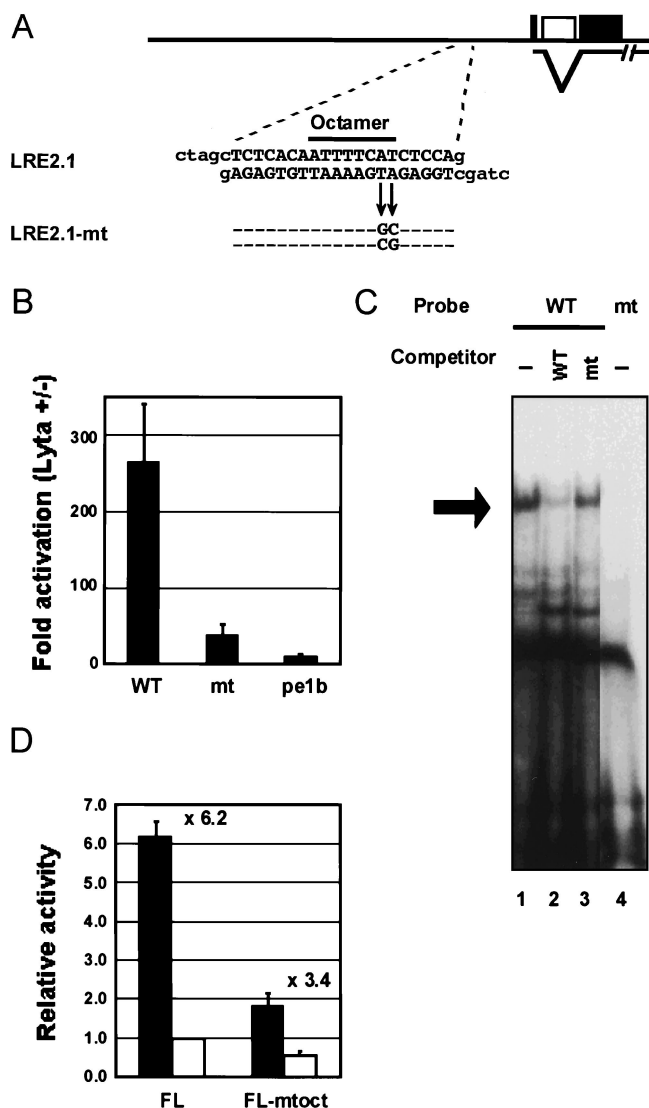 A
Octamer
LRE2.1
ctagcTCTCACAATTTTCATCTCCAg
gAGAGTGTTAAAAGTAGAGGTcgatc
LRE2.1-mt
--------------GC-----
--------------CG-----
B
Fold activation (Lyta +/-)
300
200
100
0
WT mt pe1b
C
Probe WT mt
Competitor – WT mt –
1 2 3 4
D
Relative activity
7.0
6.0
5.0
4.0
3.0
2.0
1.0
0.0
x 6.2
x 3.4
FL FL-mtoct